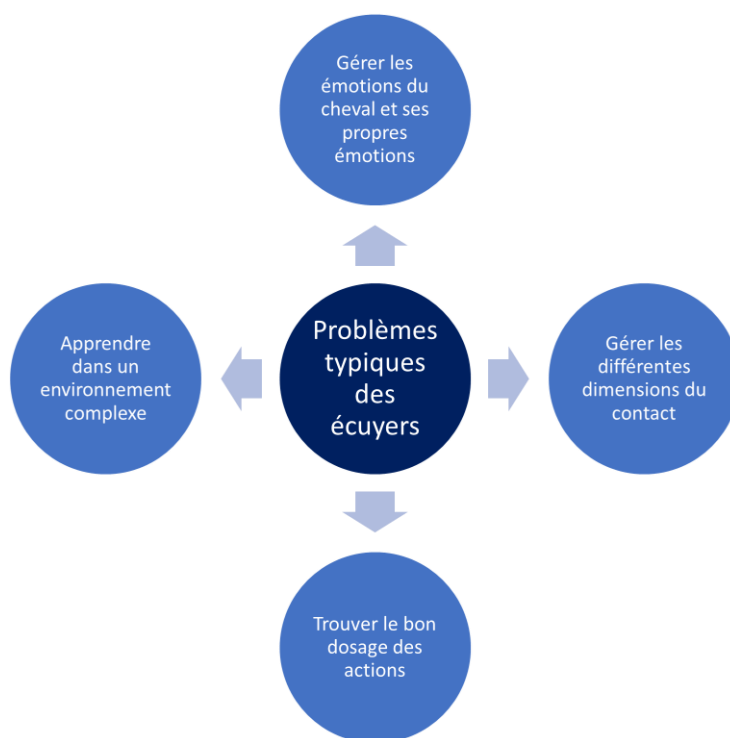 Gérer les
émotions du
cheval et ses
propres
émotions
Apprendre
dans un
environnement
complexe
Problèmes
typiques
des
écuyers
Gérer les
différentes
dimensions du
contact
Trouver le bon
dosage des
actions